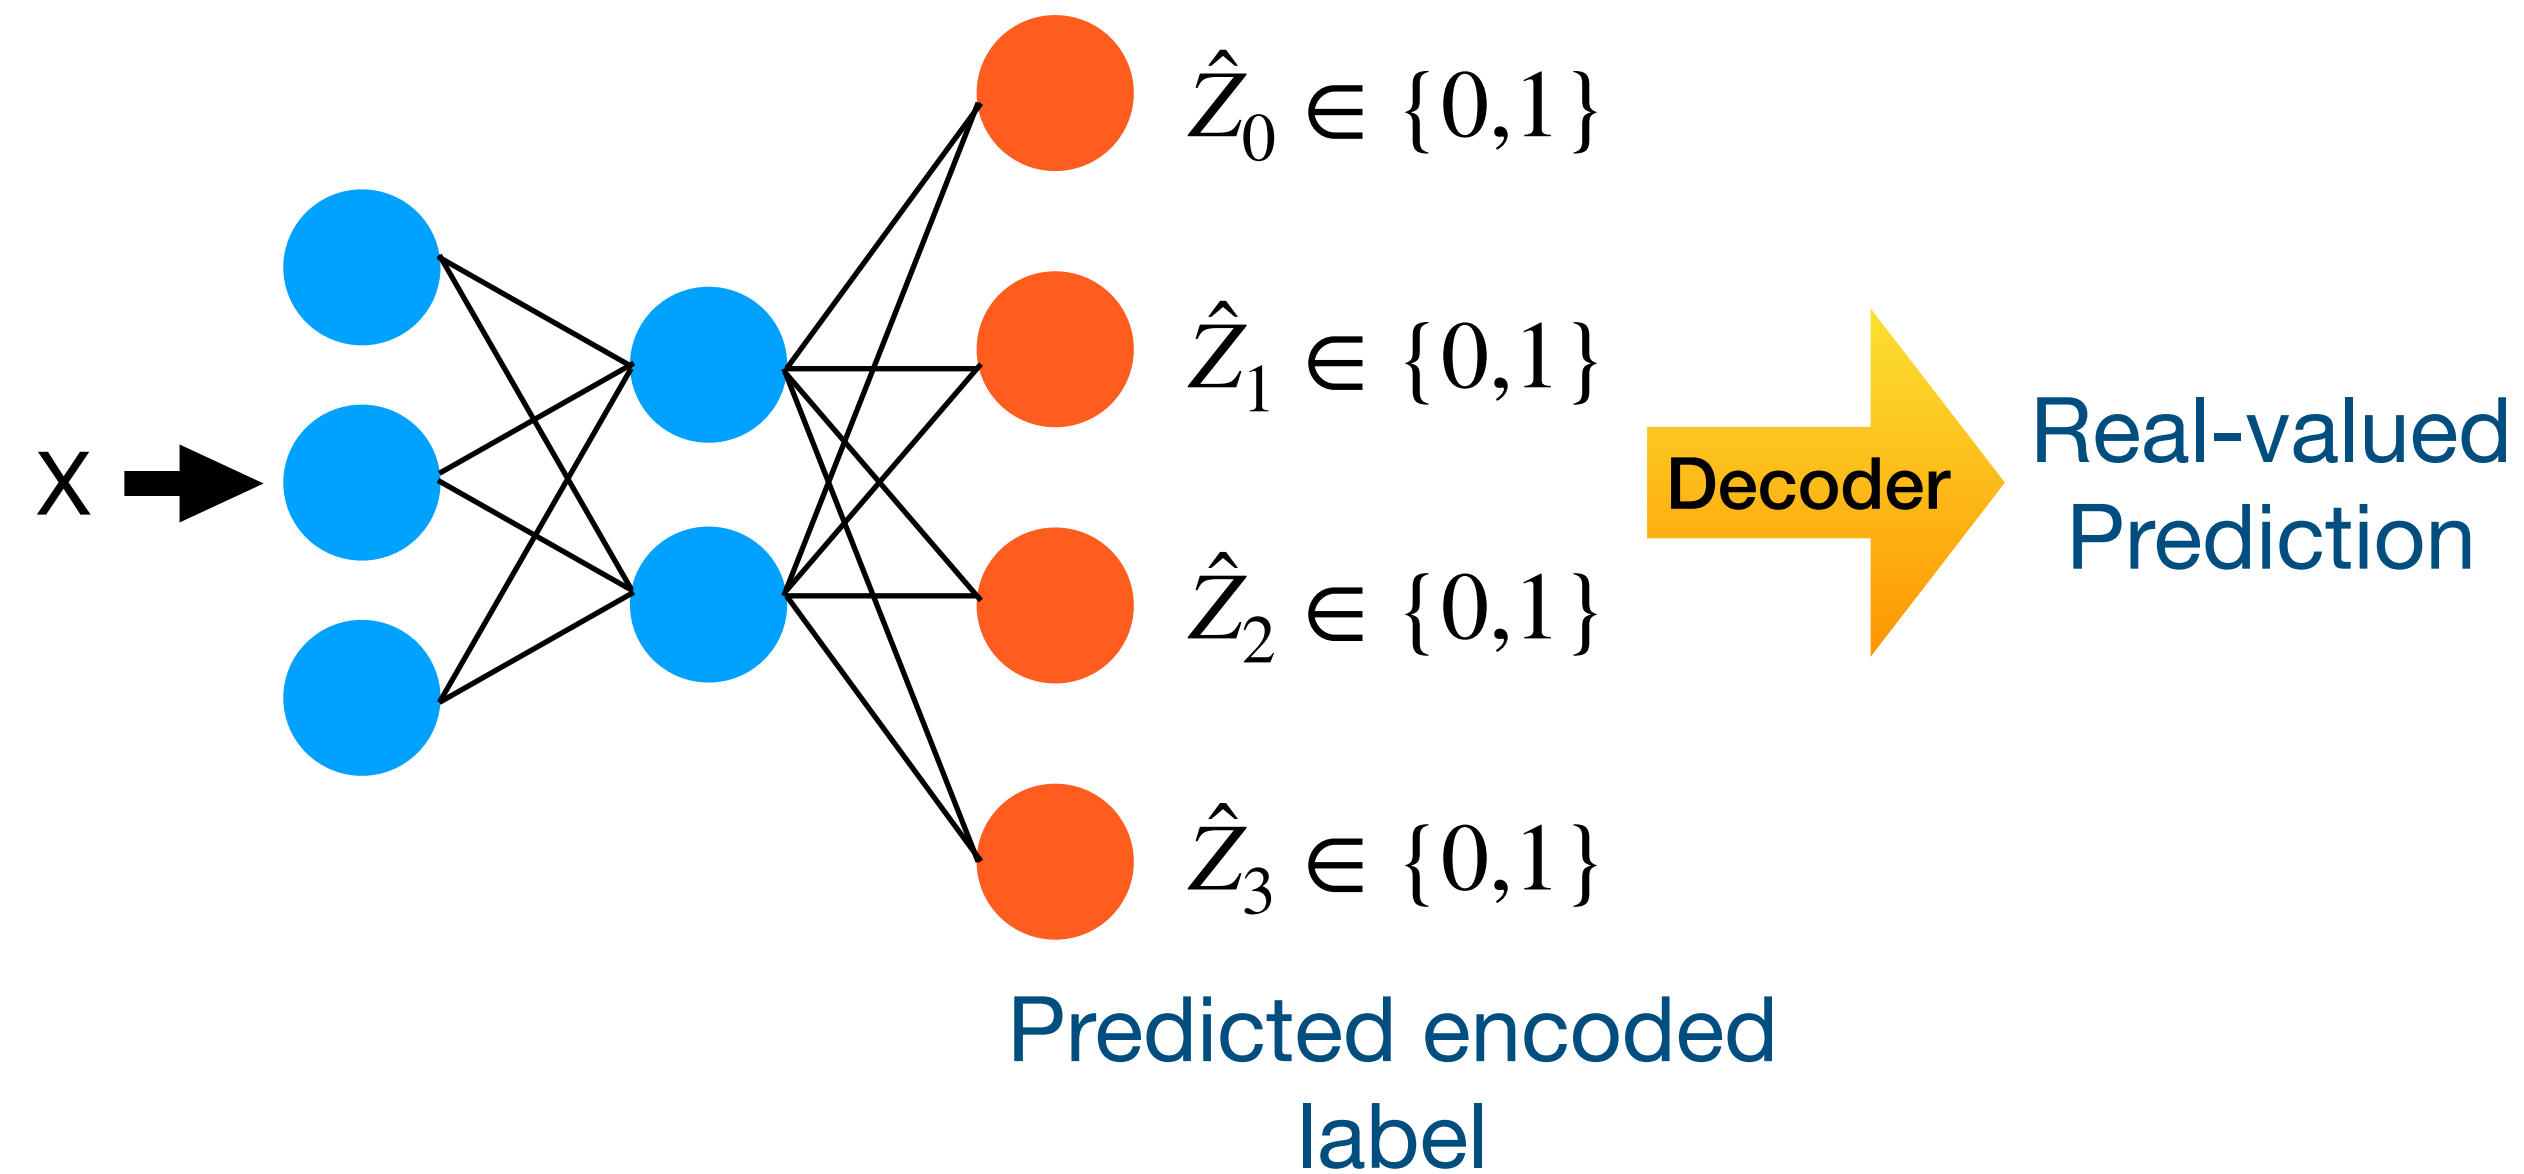 x
Ẑ₀ ∈ {0,1}
Ẑ₁ ∈ {0,1}
Ẑ₂ ∈ {0,1}
Ẑ₃ ∈ {0,1}
Predicted encoded
label
Decoder
Real-valued
Prediction